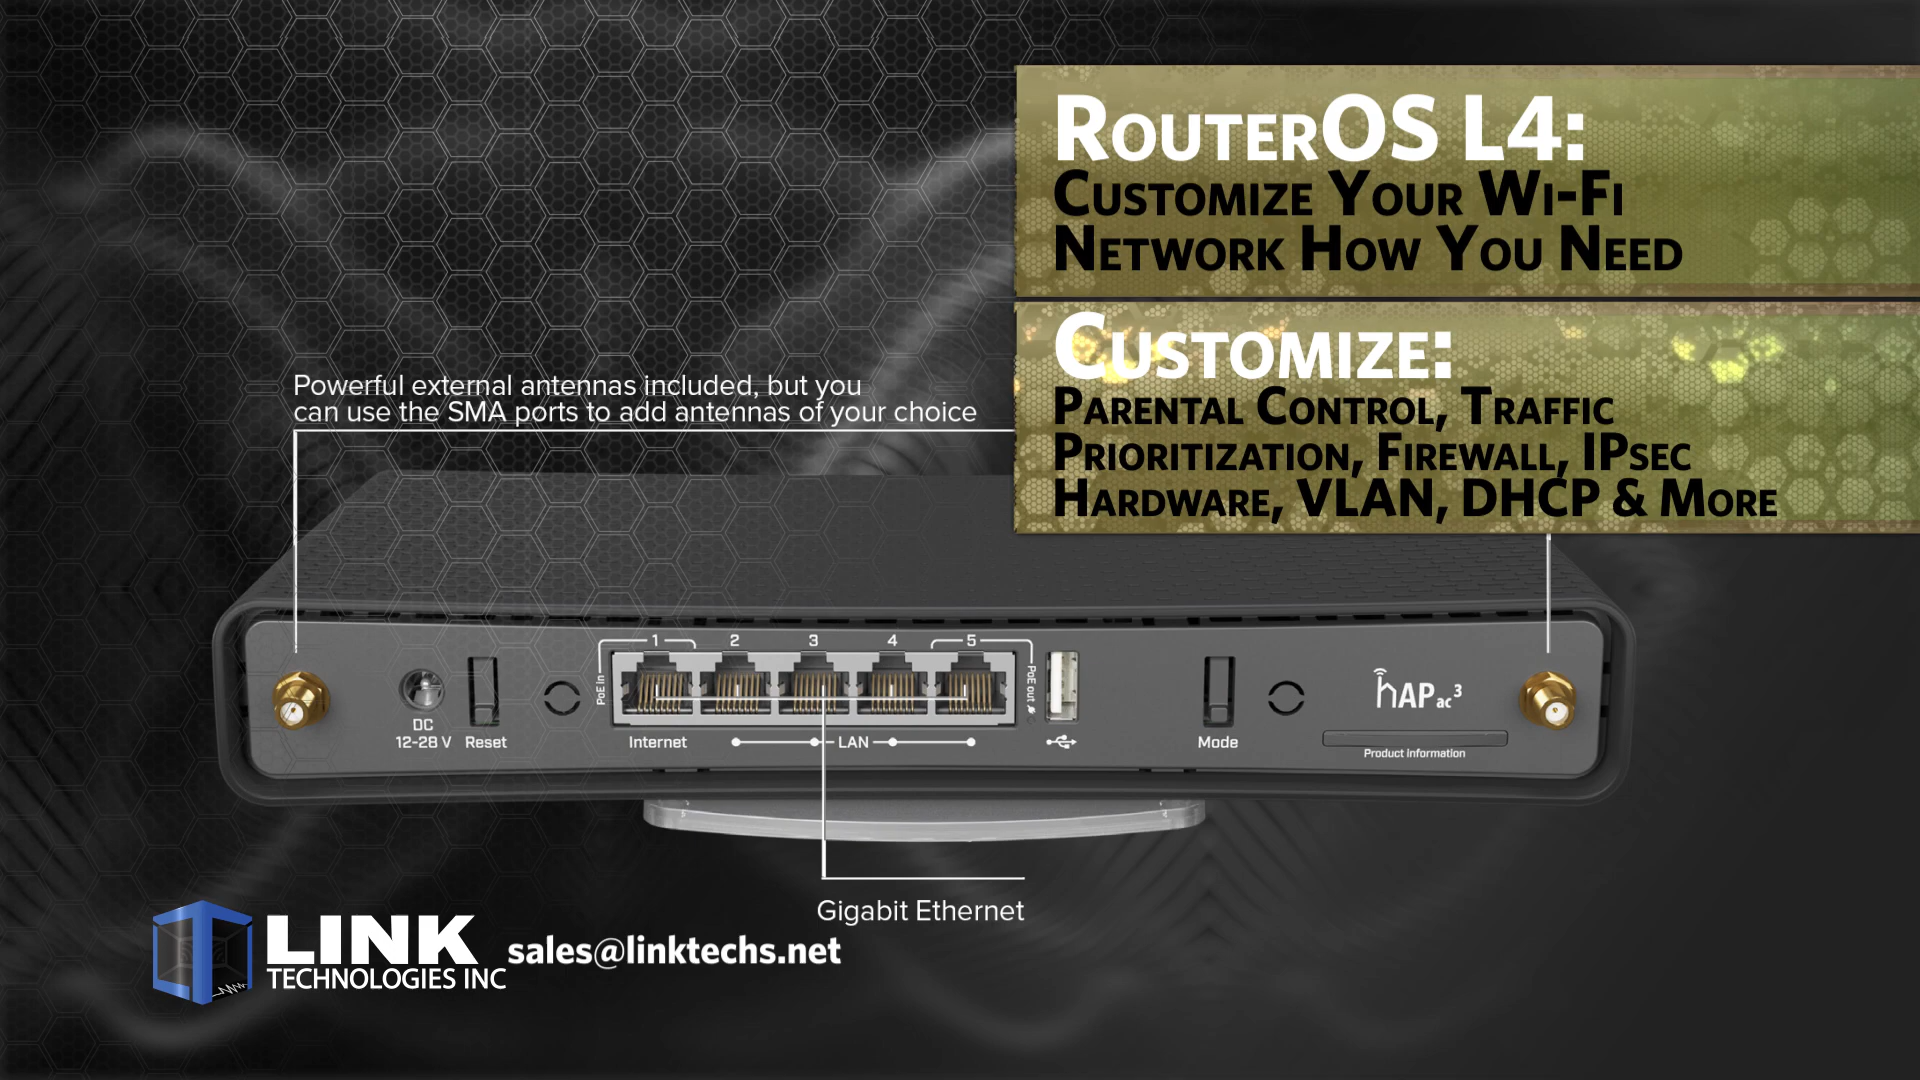 RouterOS L4:
Customize Your Wi-Fi
Network How You Need
Customize:
Parental Control, Traffic
Prioritization, Firewall, IPsec
Hardware, VLAN, DHCP & More
Powerful external antennas included, but you
can use the SMA ports to add antennas of your choice
1 2 3 4 5
PoE in
PoE out
DC
12-28 V
Reset
Internet
LAN
Mode
hAP ac³
Product information
Gigabit Ethernet
LINK
TECHNOLOGIES INC
sales@linktechs.net